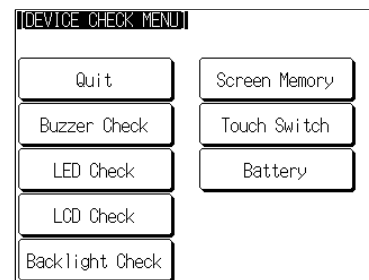 [DEVICE CHECK MENU]
Quit
Screen Memory
Buzzer Check
Touch Switch
LED Check
Battery
LCD Check
Backlight Check